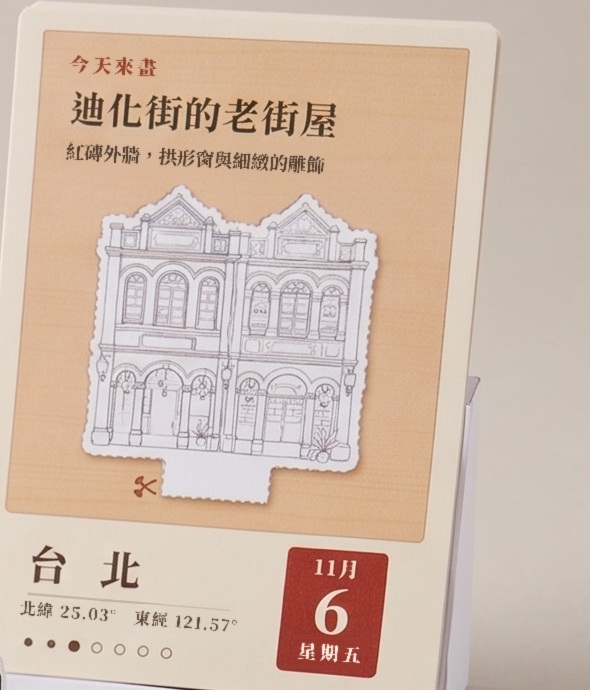 今天來畫
迪化街的老街屋
紅磚外牆，拱形窗與細緻的雕飾
台北
北緯 25.03° 東經 121.57°
11月
6
星期五